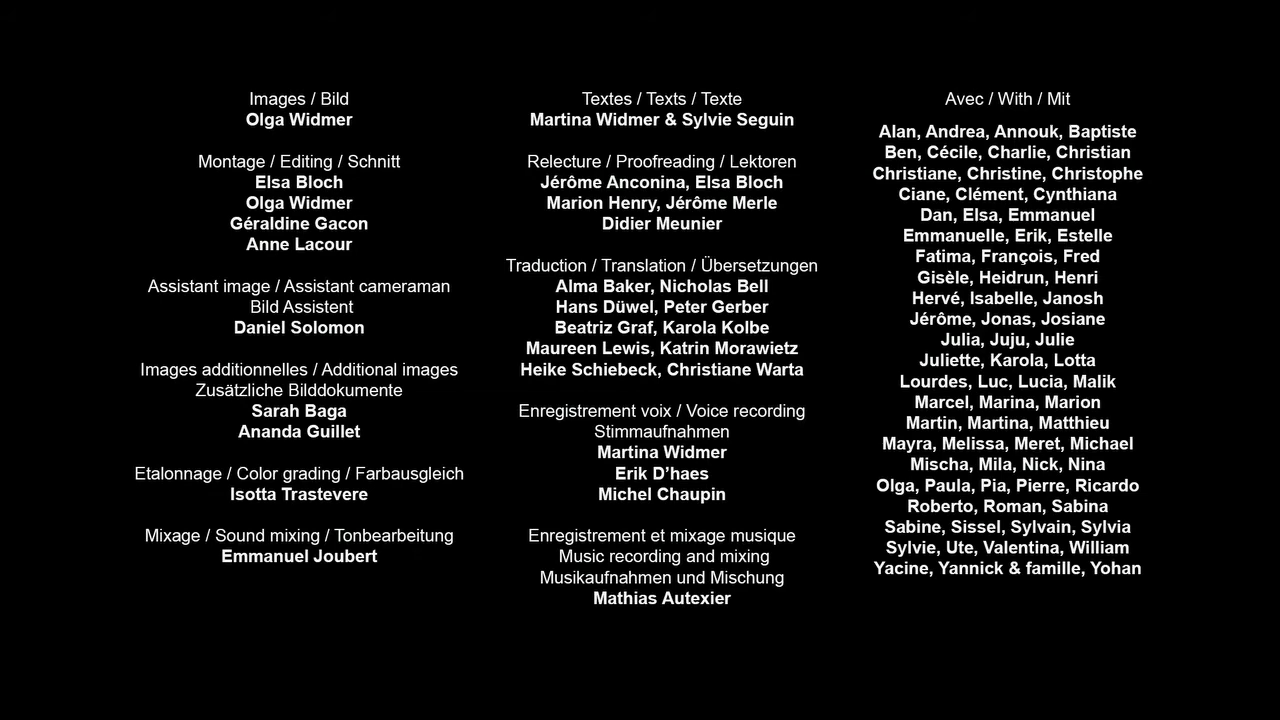 Images / Bild
Olga Widmer
Montage / Editing / Schnitt
Elsa Bloch
Olga Widmer
Géraldine Gacon
Anne Lacour
Assistant image / Assistant cameraman
Bild Assistent
Daniel Solomon
Images additionnelles / Additional images
Zusätzliche Bilddokumente
Sarah Baga
Ananda Guillet
Etalonnage / Color grading / Farbausgleich
Isotta Trastevere
Mixage / Sound mixing / Tonbearbeitung
Emmanuel Joubert
Textes / Texts / Texte
Martina Widmer & Sylvie Seguin
Relecture / Proofreading / Lektoren
Jérôme Anconina, Elsa Bloch
Marion Henry, Jérôme Merle
Didier Meunier
Traduction / Translation / Übersetzungen
Alma Baker, Nicholas Bell
Hans Düwel, Peter Gerber
Beatriz Graf, Karola Kolbe
Maureen Lewis, Katrin Morawietz
Heike Schiebeck, Christiane Warta
Enregistrement voix / Voice recording
Stimmaufnahmen
Martina Widmer
Erik D’haes
Michel Chaupin
Enregistrement et mixage musique
Music recording and mixing
Musikaufnahmen und Mischung
Mathias Autexier
Avec / With / Mit
Alan, Andrea, Annouk, Baptiste
Ben, Cécile, Charlie, Christian
Christiane, Christine, Christophe
Ciane, Clément, Cynthiana
Dan, Elsa, Emmanuel
Emmanuelle, Erik, Estelle
Fatima, François, Fred
Gisèle, Heidrun, Henri
Hervé, Isabelle, Janosh
Jérôme, Jonas, Josiane
Julia, Juju, Julie
Juliette, Karola, Lotta
Lourdes, Luc, Lucia, Malik
Marcel, Marina, Marion
Martin, Martina, Matthieu
Mayra, Melissa, Meret, Michael
Mischa, Mila, Nick, Nina
Olga, Paula, Pia, Pierre, Ricardo
Roberto, Roman, Sabina
Sabine, Sissel, Sylvain, Sylvia
Sylvie, Ute, Valentina, William
Yacine, Yannick & famille, Yohan